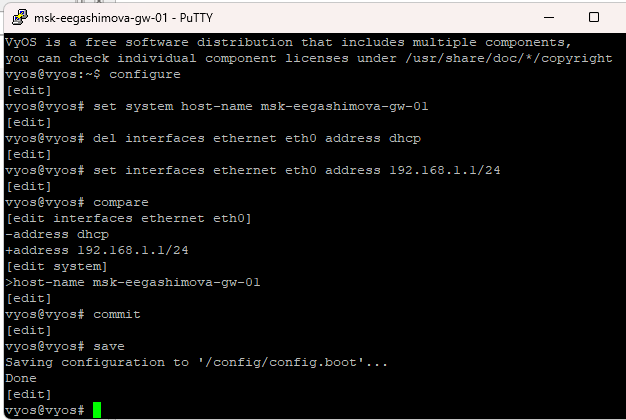 msk-eegashimova-gw-01 - PuTTY
VyOS is a free software distribution that includes multiple components,
you can check individual component licenses under /usr/share/doc/*/copyright
vyos@vyos:~$ configure
[edit]
vyos@vyos# set system host-name msk-eegashimova-gw-01
[edit]
vyos@vyos# del interfaces ethernet eth0 address dhcp
[edit]
vyos@vyos# set interfaces ethernet eth0 address 192.168.1.1/24
[edit]
vyos@vyos# compare
[edit interfaces ethernet eth0]
-address dhcp
+address 192.168.1.1/24
[edit system]
>host-name msk-eegashimova-gw-01
[edit]
vyos@vyos# commit
[edit]
vyos@vyos# save
Saving configuration to '/config/config.boot'...
Done
[edit]
vyos@vyos#